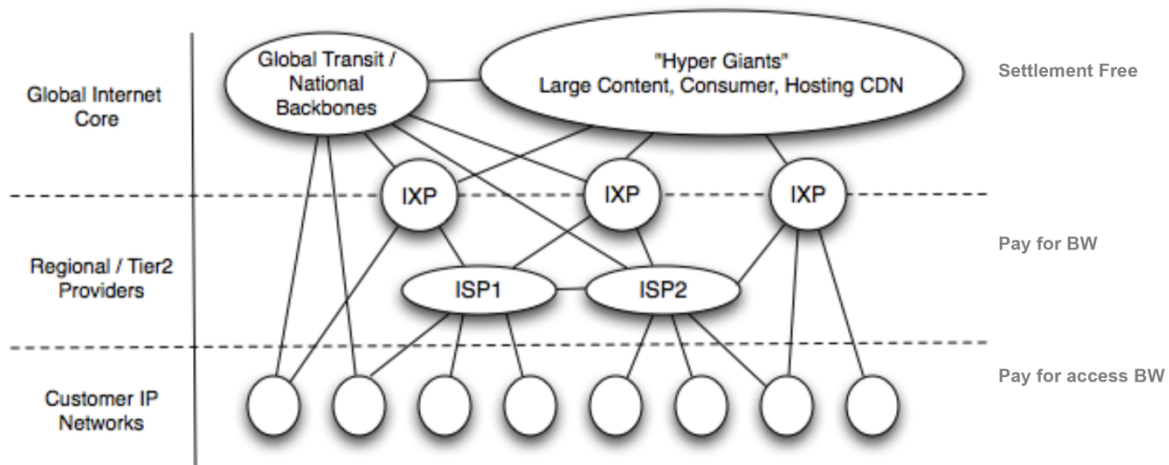 Global Transit /
National
Backbones
"Hyper Giants"
Large Content, Consumer, Hosting CDN
Settlement Free
Global Internet
Core
IXP
IXP
IXP
Pay for BW
Regional / Tier2
Providers
ISP1
ISP2
Pay for access BW
Customer IP
Networks